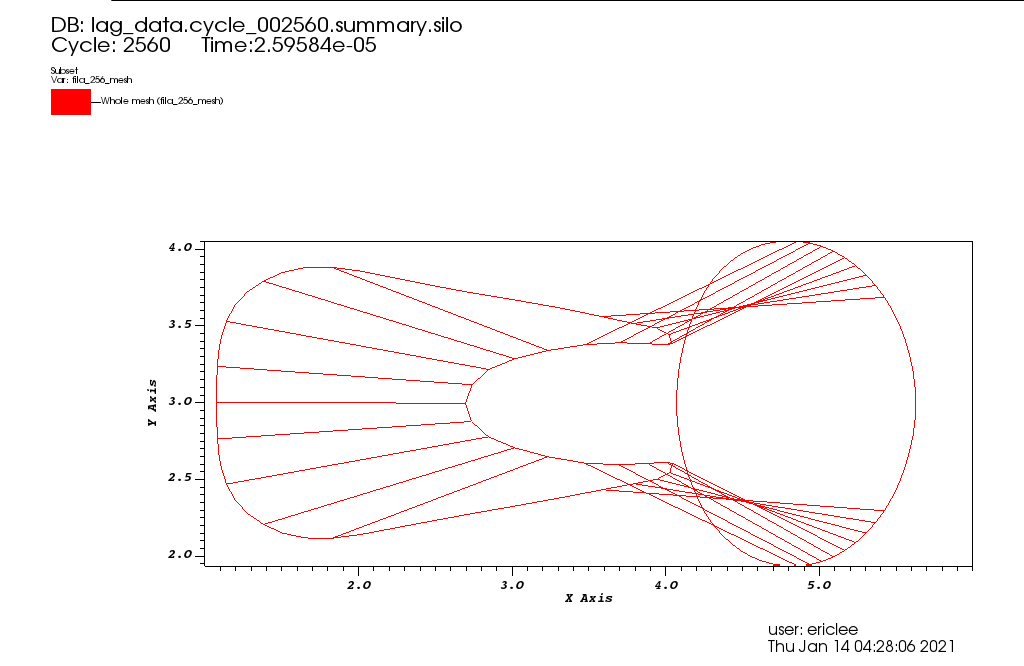 DB: lag_data.cycle_002560.summary.silo
Cycle: 2560 Time:2.59584e-05
Subset
Var: fila_256_mesh
Whole mesh (fila_256_mesh)
4.0
3.5
3.0
2.5
2.0
Y Axis
2.0 3.0 4.0 5.0
X Axis
user: ericlee
Thu Jan 14 04:28:06 2021